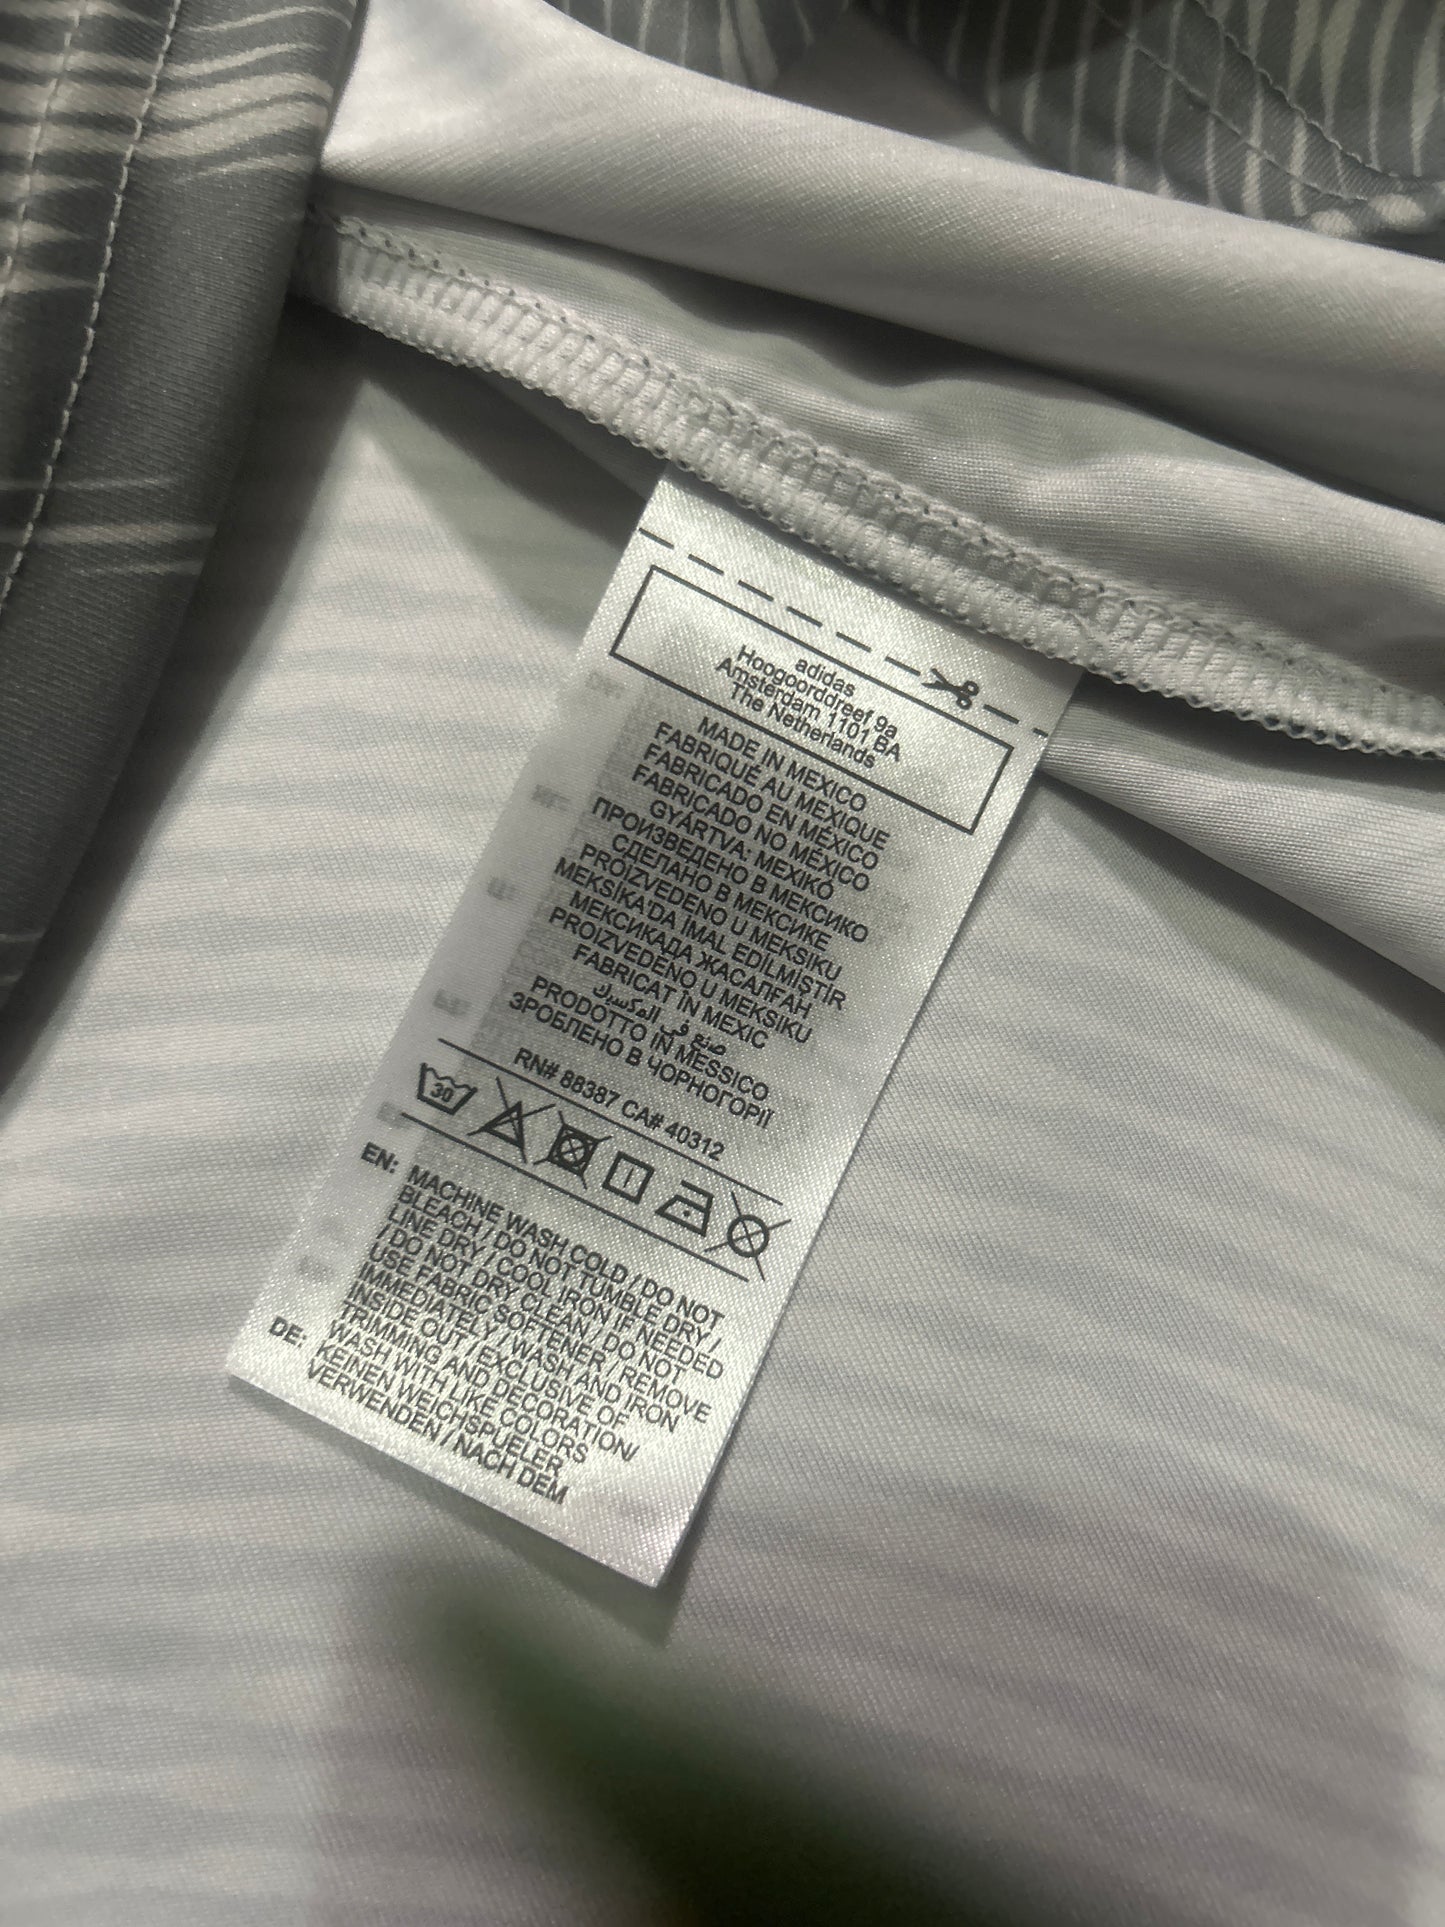 adidas
Hoogoorddreef 9a
Amsterdam 1101 BA
The Netherlands
MADE IN MEXICO
FABRIQUÉ AU MEXIQUE
FABRICADO EN MÉXICO
FABRICADO NO MÉXICO
GYÁRTVA: MEXIKÓ
ПРОИЗВЕДЕНО В МЕКСИКО
СДЕЛАНО В МЕКСИКЕ
PROIZVEDENO U MEKSIKU
MEKSİKA'DA İMAL EDİLMİŞTİR
МЕКСИКАДА ЖАСАЛҒАН
PROIZVEDENO U MEKSIKU
FABRICAT ÎN MEXIC
صنع في المكسيك
PRODOTTO IN MESSICO
ЗРОБЛЕНО В ЧОРНОГОРІЇ
RN# 88387 CA# 40312
30
EN: MACHINE WASH COLD / DO NOT
BLEACH / DO NOT TUMBLE DRY /
LINE DRY / COOL IRON IF NEEDED
/ DO NOT DRY CLEAN / DO NOT
USE FABRIC SOFTENER / REMOVE
IMMEDIATELY / WASH AND IRON
INSIDE OUT / EXCLUSIVE OF
TRIMMING AND DECORATION/
WASH WITH LIKE COLORS
DE: KEINEN WEICHSPUELER
VERWENDEN / NACH DEM